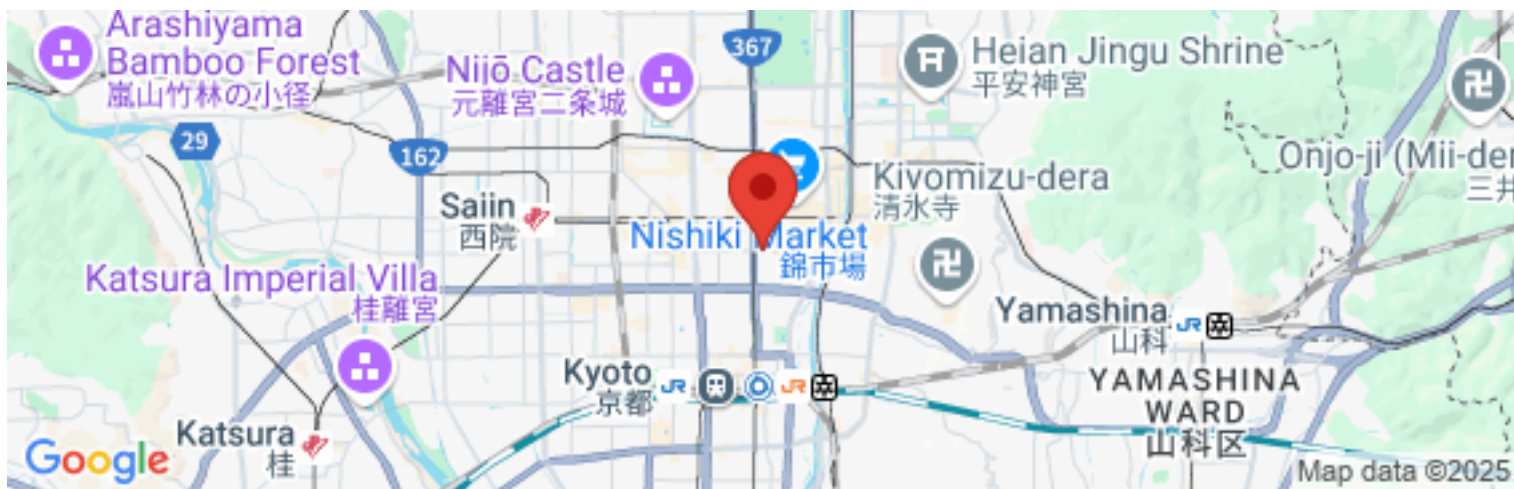 Arashiyama
Bamboo Forest
嵐山竹林の小径
Nijō Castle
元離宮二条城
367
Heian Jingu Shrine
平安神宮
29
162
Onjo-ji (Mii-der
三井
Kiyomizu-dera
清水寺
Saiin
西院
Nishiki Market
錦市場
Katsura Imperial Villa
桂離宮
Yamashina
山科
JR
Kyoto
京都
JR
JR
YAMASHINA
WARD
山科区
Katsura
桂
Google
Map data ©2025